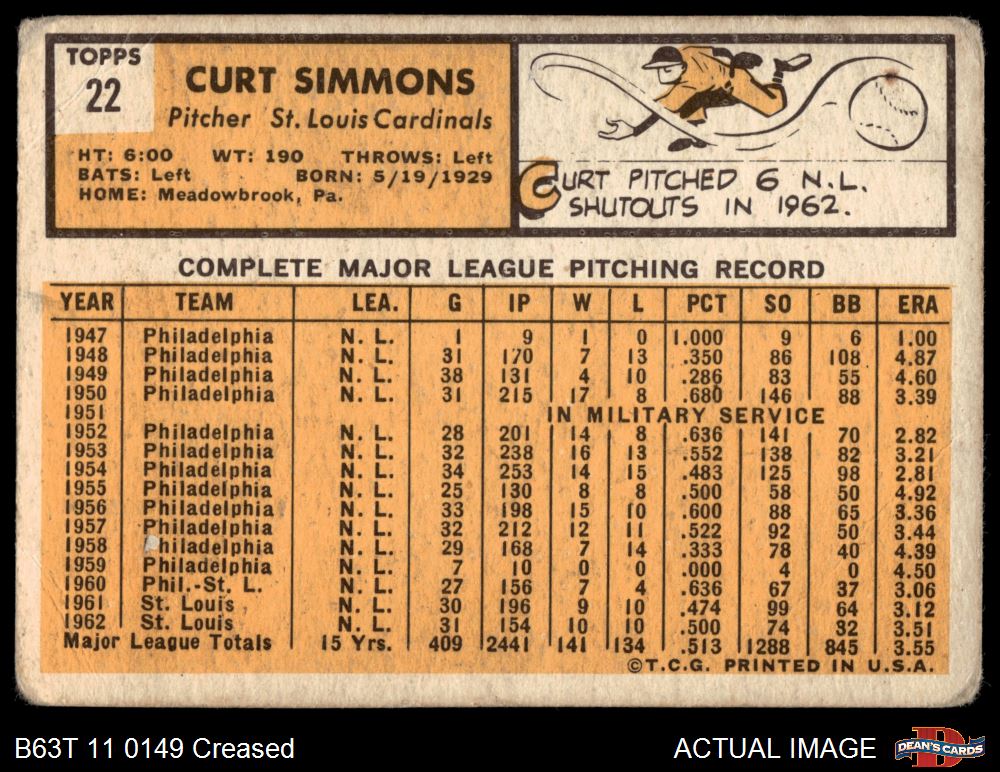 TOPPS
22
CURT SIMMONS
Pitcher St. Louis Cardinals
HT: 6:00 WT: 190 THROWS: Left
BATS: Left BORN: 5/19/1929
HOME: Meadowbrook, Pa.
CURT PITCHED 6 N.L.
SHUTOUTS IN 1962.
COMPLETE MAJOR LEAGUE PITCHING RECORD
YEAR TEAM LEA. G IP W L PCT SO BB ERA
1947 Philadelphia N. L. 1 9 1 0 1.000 9 6 1.00
1948 Philadelphia N. L. 31 170 7 13 .350 86 108 4.87
1949 Philadelphia N. L. 38 131 4 10 .286 83 55 4.60
1950 Philadelphia N. L. 31 215 17 8 .680 146 88 3.39
1951 IN MILITARY SERVICE
1952 Philadelphia N. L. 28 201 14 8 .636 141 70 2.82
1953 Philadelphia N. L. 32 238 16 13 .552 138 82 3.21
1954 Philadelphia N. L. 34 253 14 15 .483 125 98 2.81
1955 Philadelphia N. L. 25 130 8 8 .500 58 50 4.92
1956 Philadelphia N. L. 33 198 15 10 .600 88 65 3.36
1957 Philadelphia N. L. 32 212 12 11 .522 92 50 3.44
1958 Philadelphia N. L. 29 168 7 14 .333 78 40 4.39
1959 Philadelphia N. L. 7 10 0 0 .000 4 0 4.50
1960 Phil.-St. L. N. L. 27 156 7 4 .636 67 37 3.06
1961 St. Louis N. L. 30 196 9 10 .474 99 64 3.12
1962 St. Louis N. L. 31 154 10 10 .500 74 32 3.51
Major League Totals 15 Yrs. 409 2441 141 134 .513 1288 845 3.55
©T.C.G. PRINTED IN U.S.A.
B63T 11 0149 Creased ACTUAL IMAGE DEAN'S CARDS